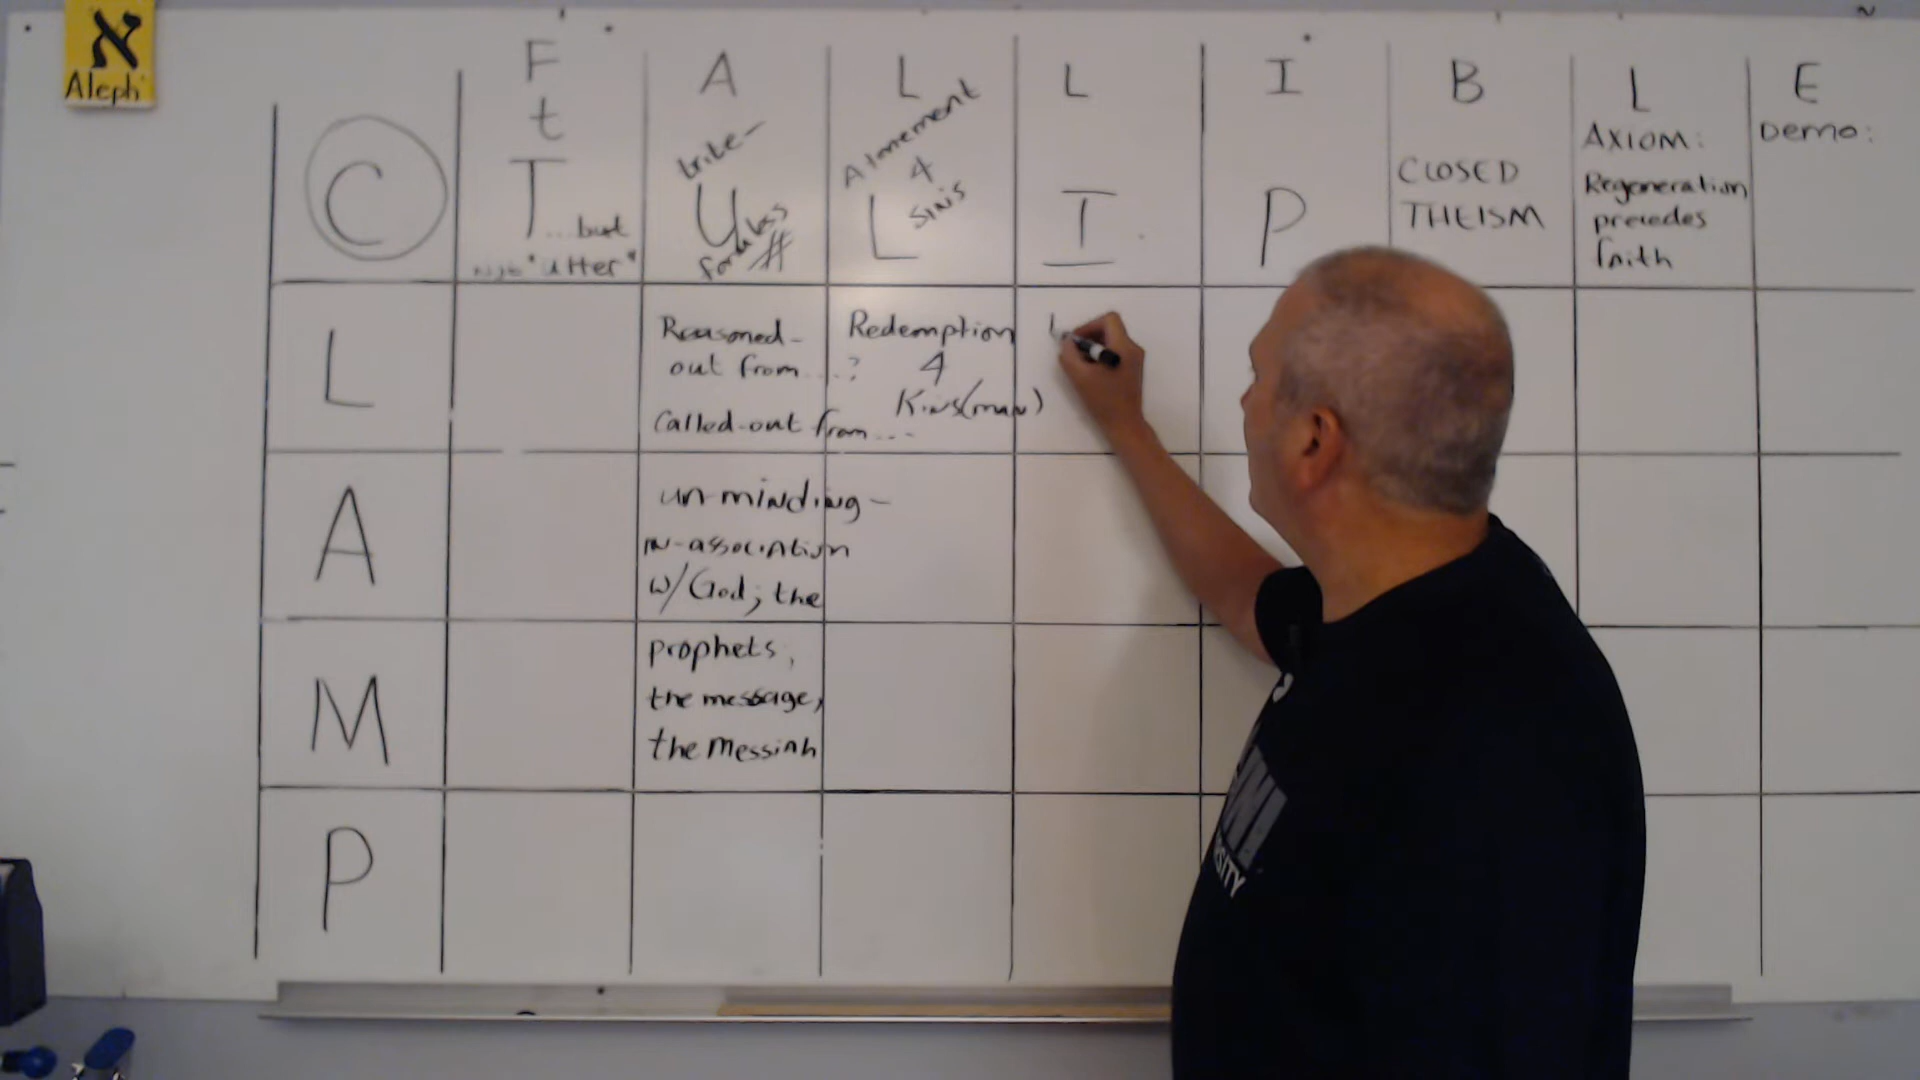 א
Aleph
F
t
T
...but
"utter"
A
U
L
Atonement
4
Sins
L
L
I
I
P
B
CLOSED
THEISM
L
AXIOM:
Regeneration
precedes
faith
E
Demo:
C
L
Reasoned-
out from....?
Called-out from...
Redemption
4
Kins(man)
A
un-minding-
in-association
w/God; the
M
prophets,
the message,
the Messiah
P